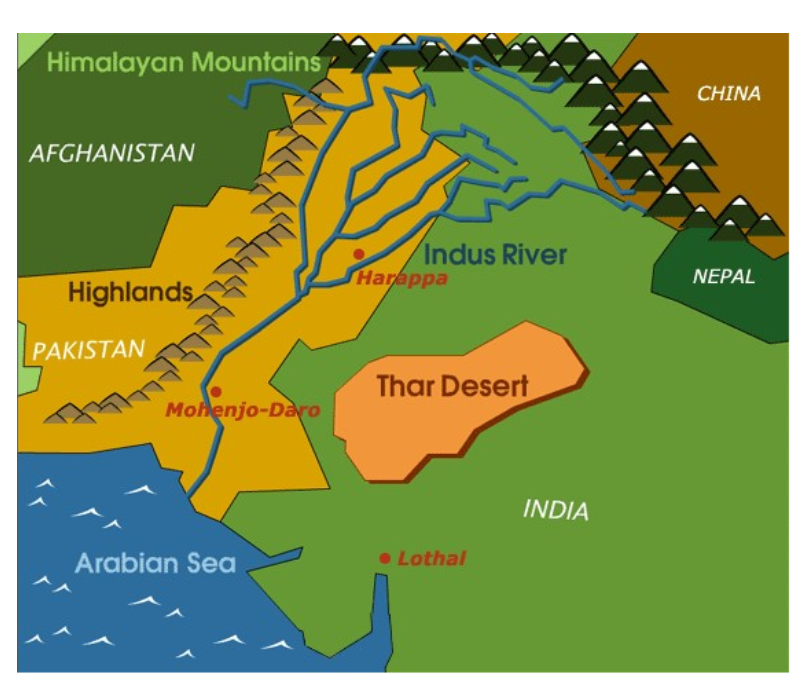 Himalayan Mountains
CHINA
AFGHANISTAN
Indus River
Harappa
NEPAL
Highlands
PAKISTAN
Thar Desert
Mohenjo-Daro
INDIA
Arabian Sea
Lothal